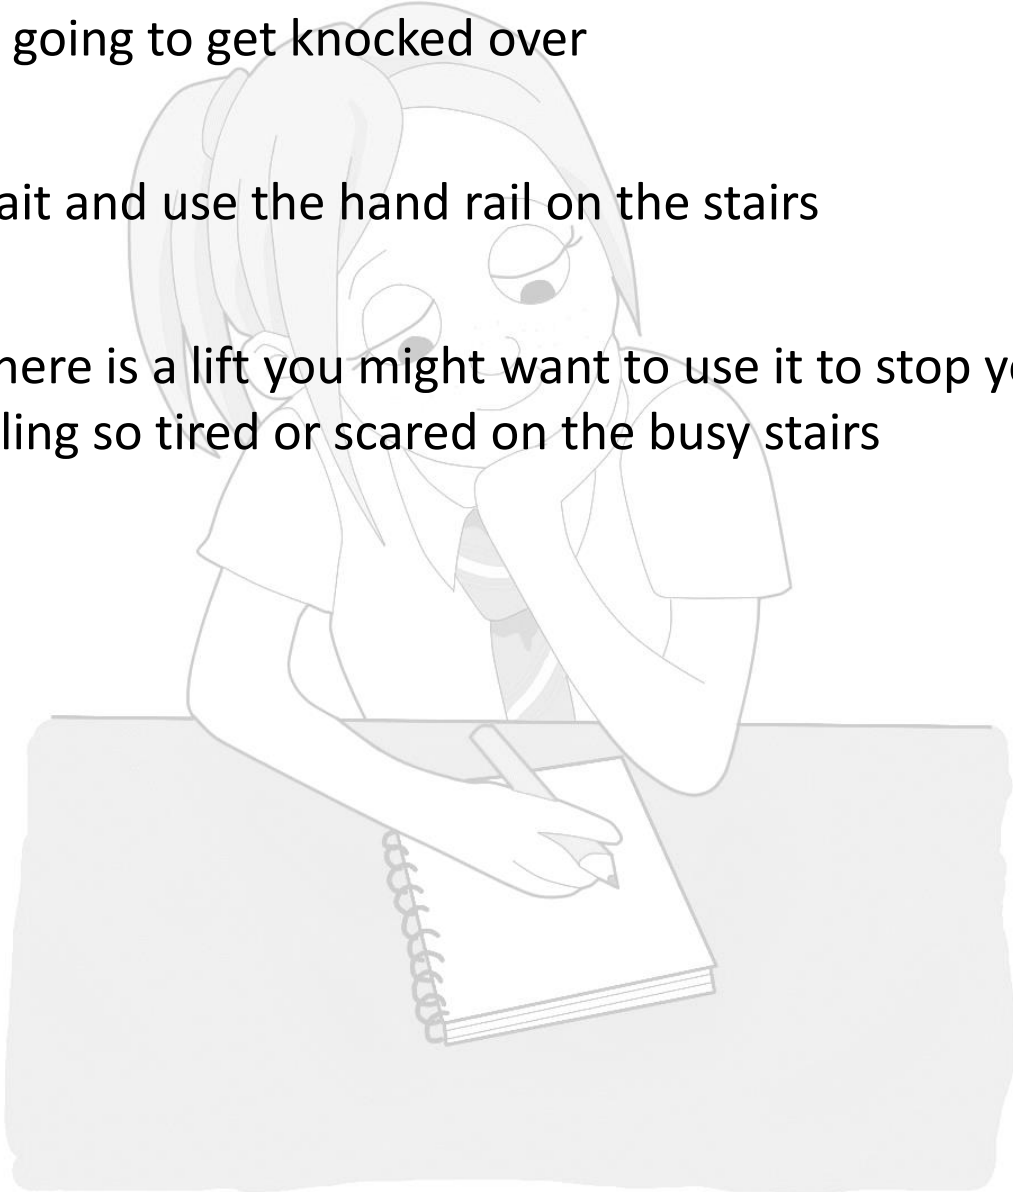 going to get knocked over
ait and use the hand rail on the stairs
here is a lift you might want to use it to stop yo
ling so tired or scared on the busy stairs